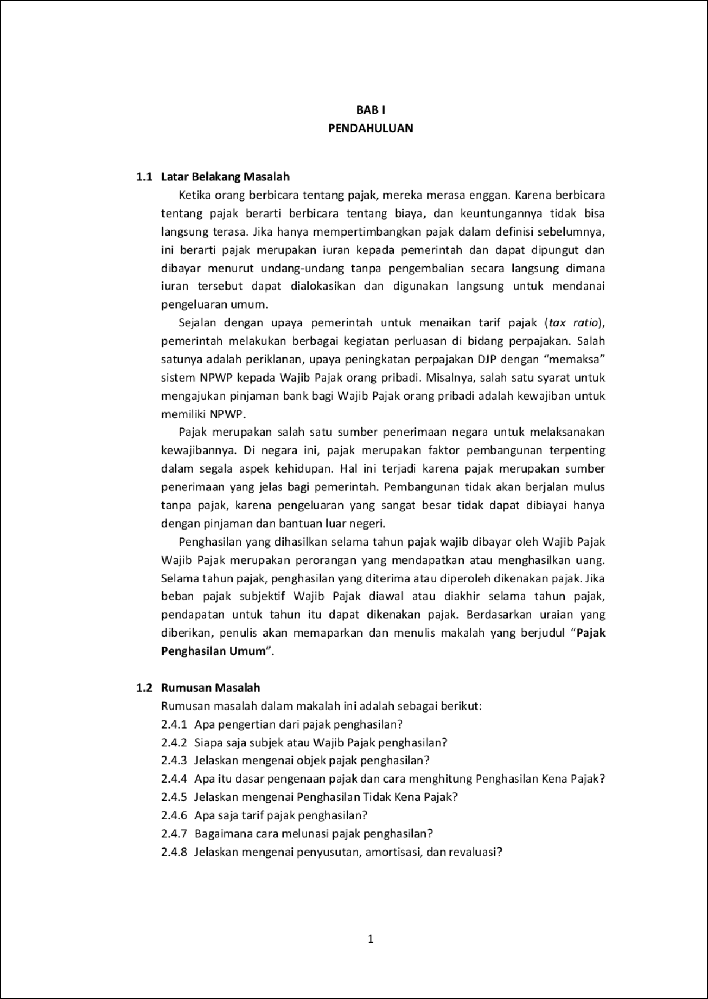 BAB I
PENDAHULUAN
1.1 Latar Belakang Masalah
Ketika orang berbicara tentang pajak, mereka merasa enggan. Karena berbicara
tentang pajak berarti berbicara tentang biaya, dan keuntungannya tidak bisa
langsung terasa. Jika hanya mempertimbangkan pajak dalam definisi sebelumnya,
ini berarti pajak merupakan iuran kepada pemerintah dan dapat dipungut dan
dibayar menurut undang-undang tanpa pengembalian secara langsung dimana
iuran tersebut dapat dialokasikan dan digunakan langsung untuk mendanai
pengeluaran umum.
Sejalan dengan upaya pemerintah untuk menaikan tarif pajak (tax ratio),
pemerintah melakukan berbagai kegiatan perluasan di bidang perpajakan. Salah
satunya adalah periklanan, upaya peningkatan perpajakan DJP dengan “memaksa”
sistem NPWP kepada Wajib Pajak orang pribadi. Misalnya, salah satu syarat untuk
mengajukan pinjaman bank bagi Wajib Pajak orang pribadi adalah kewajiban untuk
memiliki NPWP.
Pajak merupakan salah satu sumber penerimaan negara untuk melaksanakan
kewajibannya. Di negara ini, pajak merupakan faktor pembangunan terpenting
dalam segala aspek kehidupan. Hal ini terjadi karena pajak merupakan sumber
penerimaan yang jelas bagi pemerintah. Pembangunan tidak akan berjalan mulus
tanpa pajak, karena pengeluaran yang sangat besar tidak dapat dibiayai hanya
dengan pinjaman dan bantuan luar negeri.
Penghasilan yang dihasilkan selama tahun pajak wajib dibayar oleh Wajib Pajak
Wajib Pajak merupakan perorangan yang mendapatkan atau menghasilkan uang.
Selama tahun pajak, penghasilan yang diterima atau diperoleh dikenakan pajak. Jika
beban pajak subjektif Wajib Pajak diawal atau diakhir selama tahun pajak,
pendapatan untuk tahun itu dapat dikenakan pajak. Berdasarkan uraian yang
diberikan, penulis akan memaparkan dan menulis makalah yang berjudul “Pajak
Penghasilan Umum”.
1.2 Rumusan Masalah
Rumusan masalah dalam makalah ini adalah sebagai berikut:
2.4.1 Apa pengertian dari pajak penghasilan?
2.4.2 Siapa saja subjek atau Wajib Pajak penghasilan?
2.4.3 Jelaskan mengenai objek pajak penghasilan?
2.4.4 Apa itu dasar pengenaan pajak dan cara menghitung Penghasilan Kena Pajak?
2.4.5 Jelaskan mengenai Penghasilan Tidak Kena Pajak?
2.4.6 Apa saja tarif pajak penghasilan?
2.4.7 Bagaimana cara melunasi pajak penghasilan?
2.4.8 Jelaskan mengenai penyusutan, amortisasi, dan revaluasi?
1